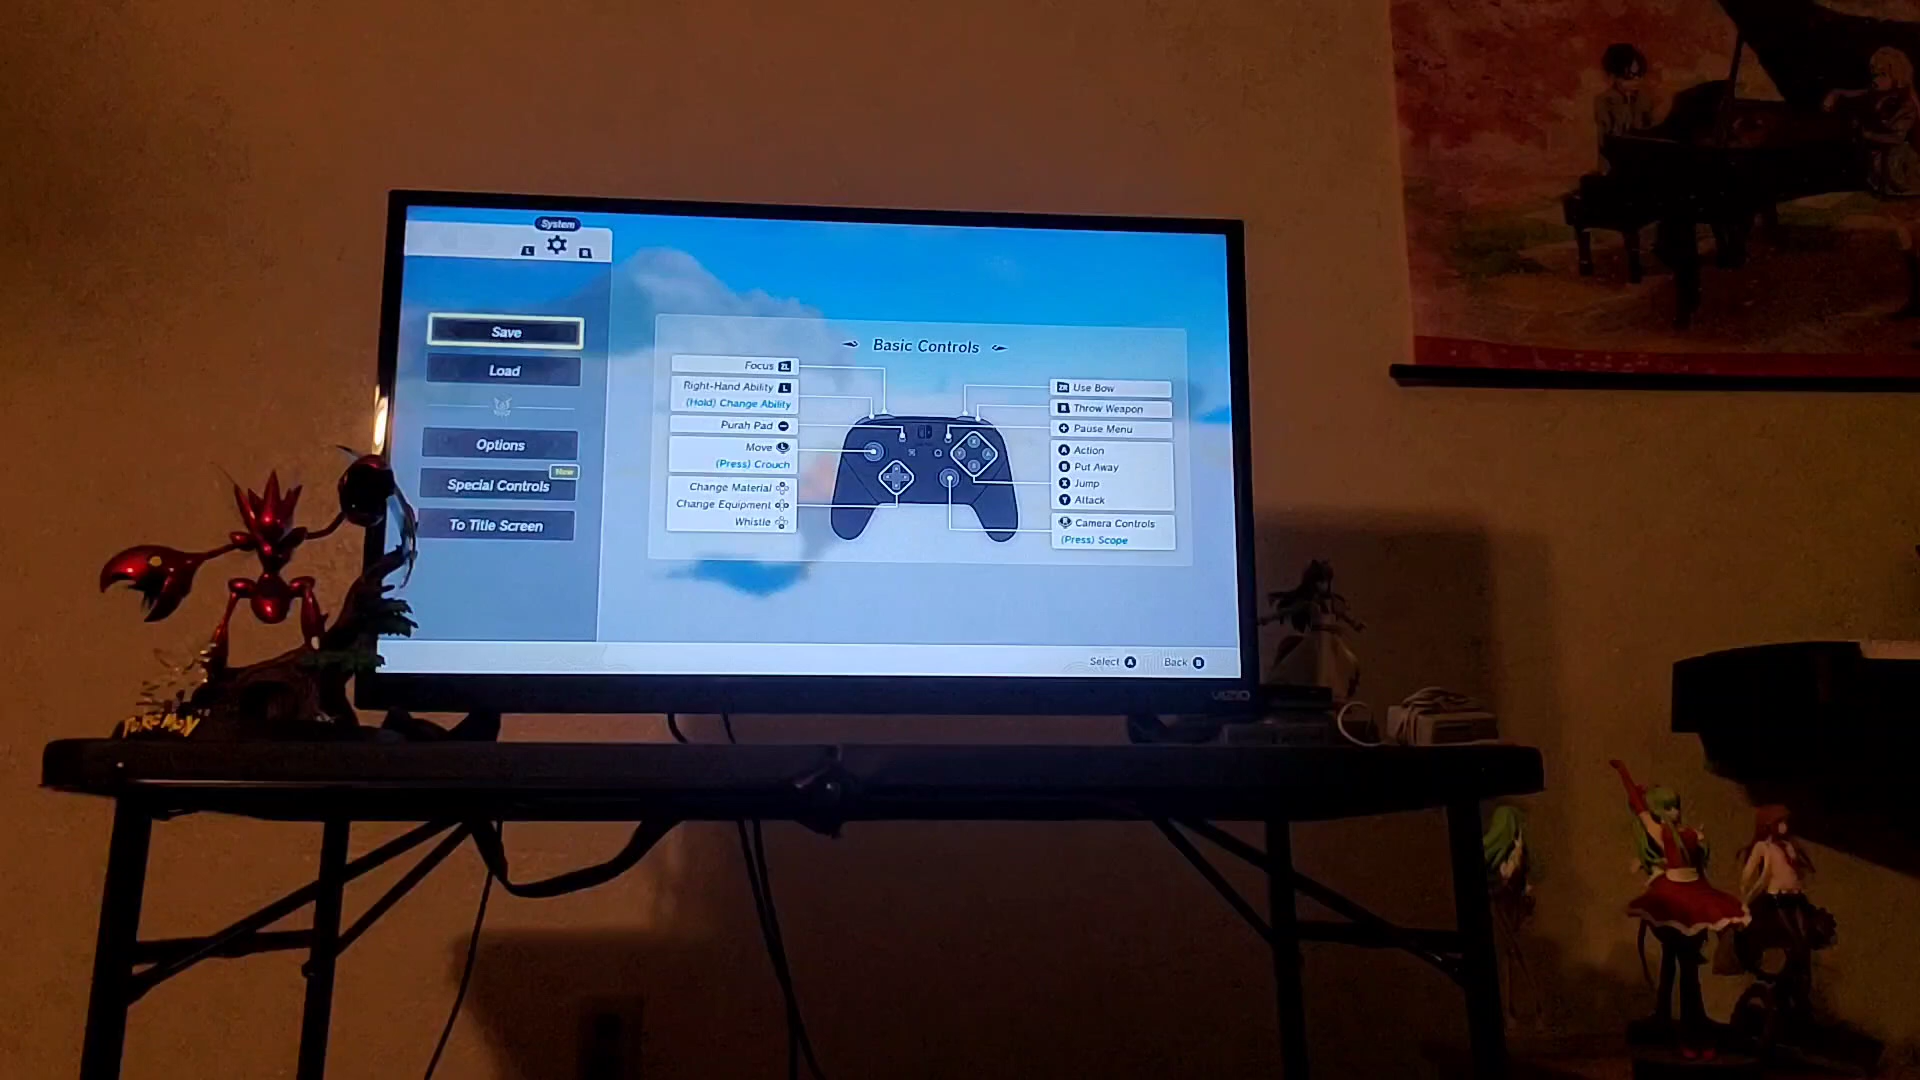 System
L R
Save
Load
Options
New
Special Controls
To Title Screen
Basic Controls
Focus ZL
Right-Hand Ability L
(Hold) Change Ability
Purah Pad
Move L
(Press) Crouch
Change Material
Change Equipment
Whistle
ZR Use Bow
R Throw Weapon
Pause Menu
A Action
B Put Away
X Jump
Y Attack
R Camera Controls
(Press) Scope
X
Y A
B
Select A Back B
VIZIO
POKéMON